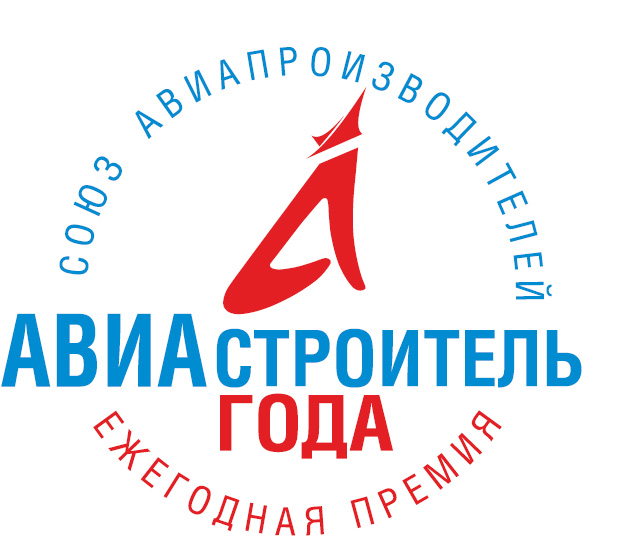 СОЮЗ АВИАПРОИЗВОДИТЕЛЕЙ
АВИАСТРОИТЕЛЬ
ГОДА
ЕЖЕГОДНАЯ ПРЕМИЯ